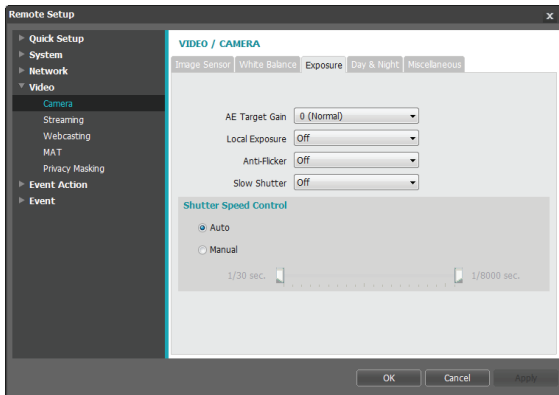 Remote Setup
x
Quick Setup
System
Network
Video
Camera
Streaming
Webcasting
MAT
Privacy Masking
Event Action
Event
VIDEO / CAMERA
Image Sensor White Balance Exposure Day & Night Miscellaneous
AE Target Gain 0 (Normal)
Local Exposure Off
Anti-Flicker Off
Slow Shutter Off
Shutter Speed Control
Auto
Manual
1/30 sec. 1/8000 sec.
OK Cancel Apply